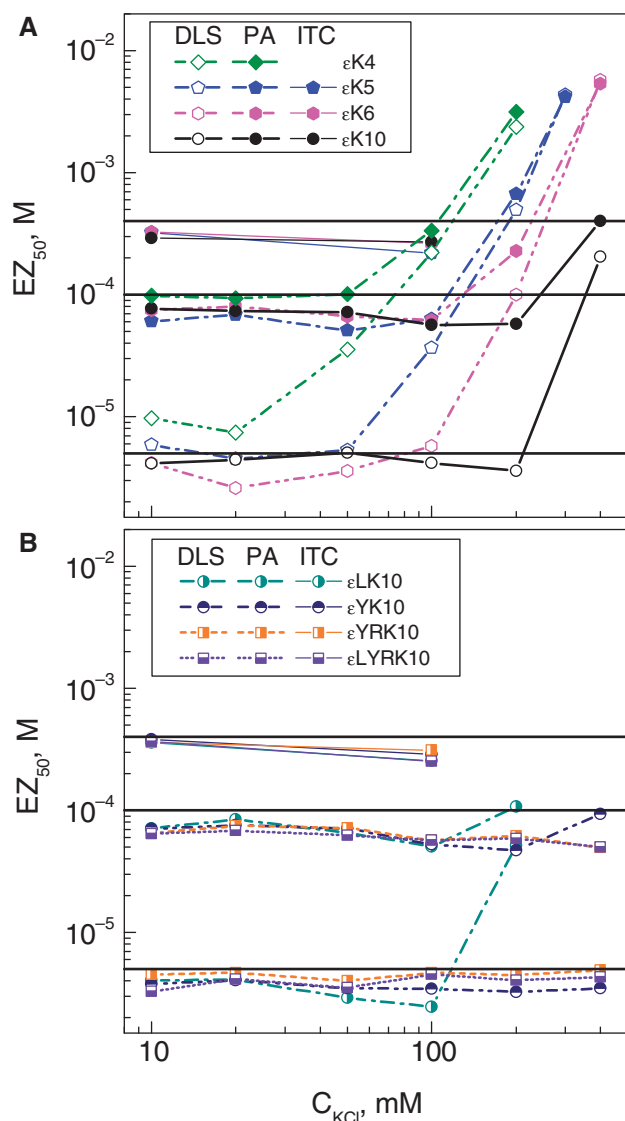 A
DLS PA ITC
εK4
εK5
εK6
εK10
10⁻²
10⁻³
10⁻⁴
10⁻⁵
EZ₅₀, M
B
DLS PA ITC
εLK10
εYK10
εYRK10
εLYRK10
10⁻²
10⁻³
10⁻⁴
10⁻⁵
EZ₅₀, M
10 100
C_KCl, mM